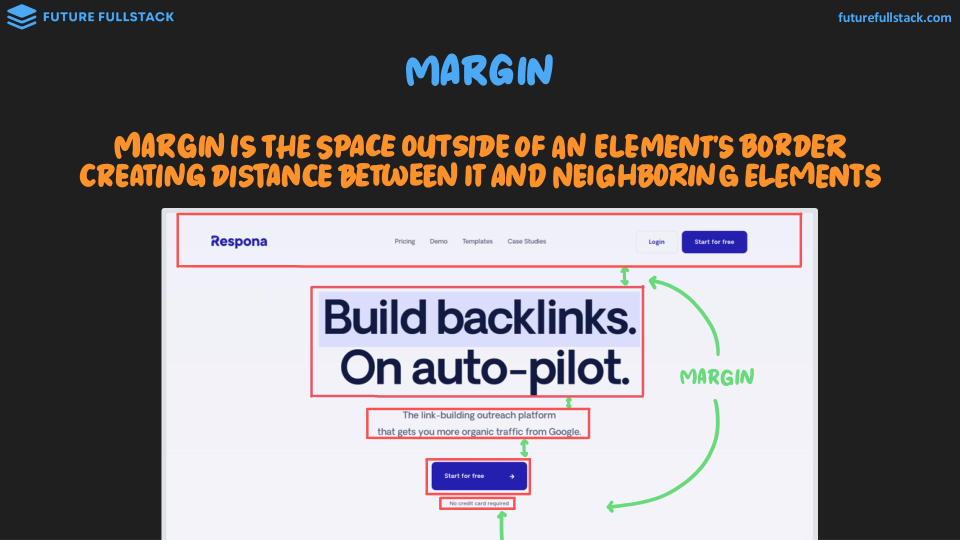 FUTURE FULLSTACK
futurefullstack.com
MARGIN
MARGIN IS THE SPACE OUTSIDE OF AN ELEMENT'S BORDER
CREATING DISTANCE BETWEEN IT AND NEIGHBORING ELEMENTS
Respona
Pricing Demo Templates Case Studies
Login Start for free
Build backlinks.
On auto-pilot.
MARGIN
The link-building outreach platform
that gets you more organic traffic from Google.
Start for free →
No credit card required